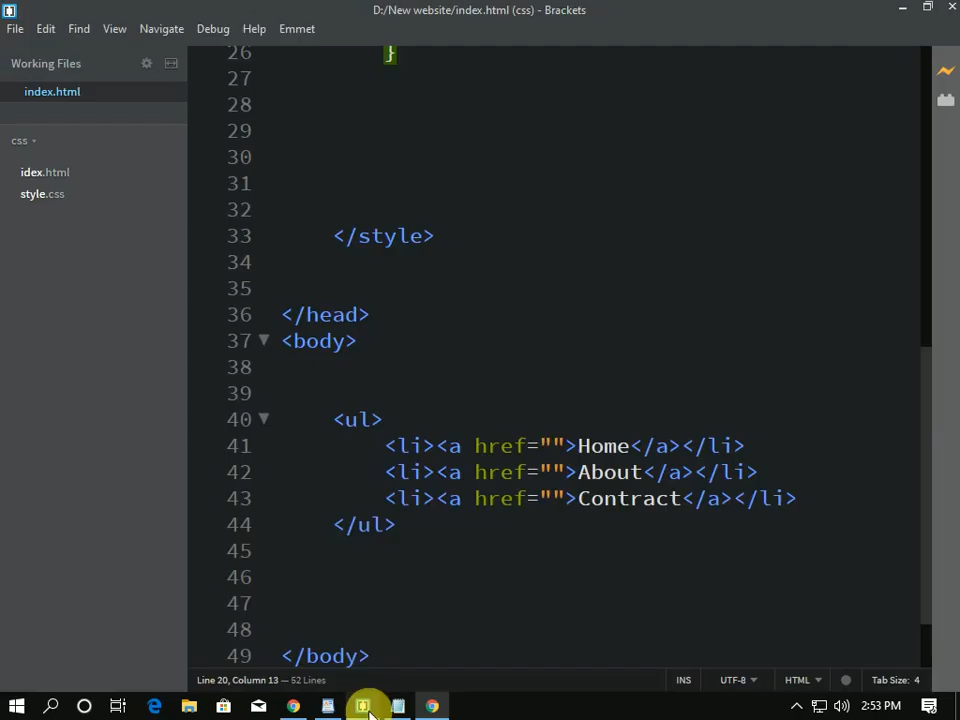 D:/New website/index.html (css) - Brackets
File Edit Find View Navigate Debug Help Emmet
Working Files
index.html
css
idex.html
style.css
26 }
27
28
29
30
31
32
33 </style>
34
35
36 </head>
37 <body>
38
39
40 <ul>
41 <li><a href="">Home</a></li>
42 <li><a href="">About</a></li>
43 <li><a href="">Contract</a></li>
44 </ul>
45
46
47
48
49 </body>
Line 20, Column 13 — 52 Lines INS UTF-8 HTML Tab Size: 4
2:53 PM